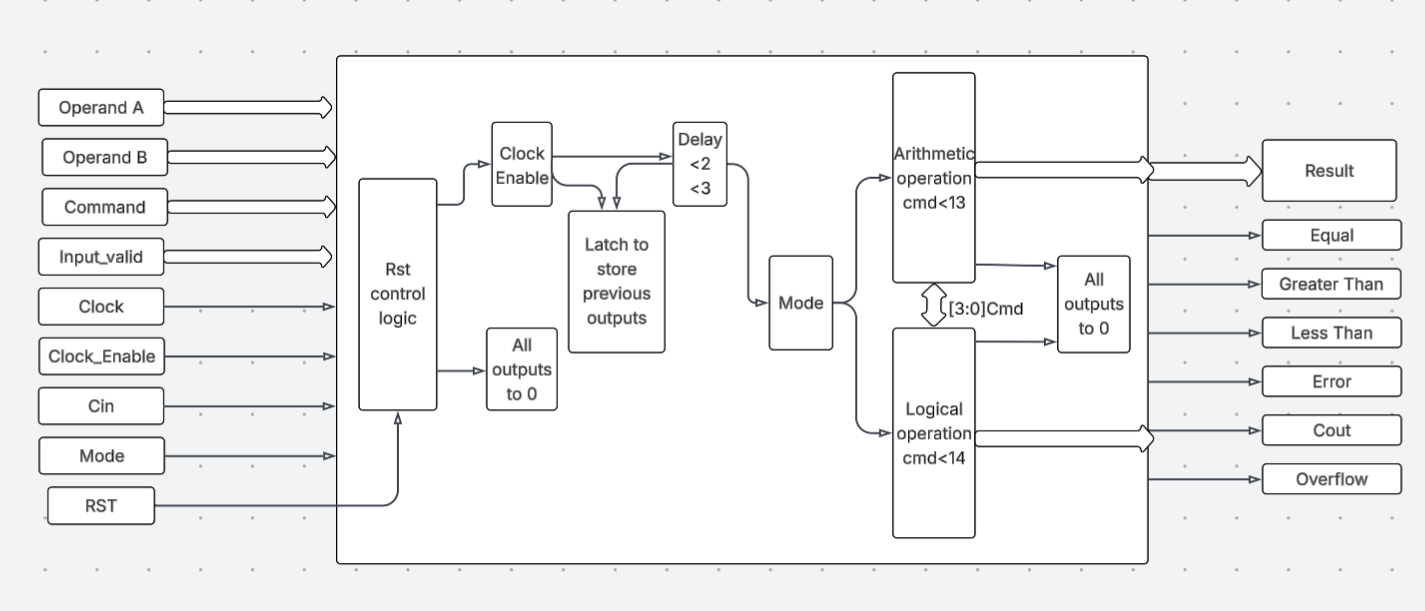 Operand A
Operand B
Command
Input_valid
Clock
Clock_Enable
Cin
Mode
RST
Rst
control
logic
Clock
Enable
All
outputs
to 0
Latch to
store
previous
outputs
Delay
<2
<3
Mode
Arithmetic
operation
cmd<13
[3:0]Cmd
Logical
operation
cmd<14
All
outputs
to 0
Result
Equal
Greater Than
Less Than
Error
Cout
Overflow